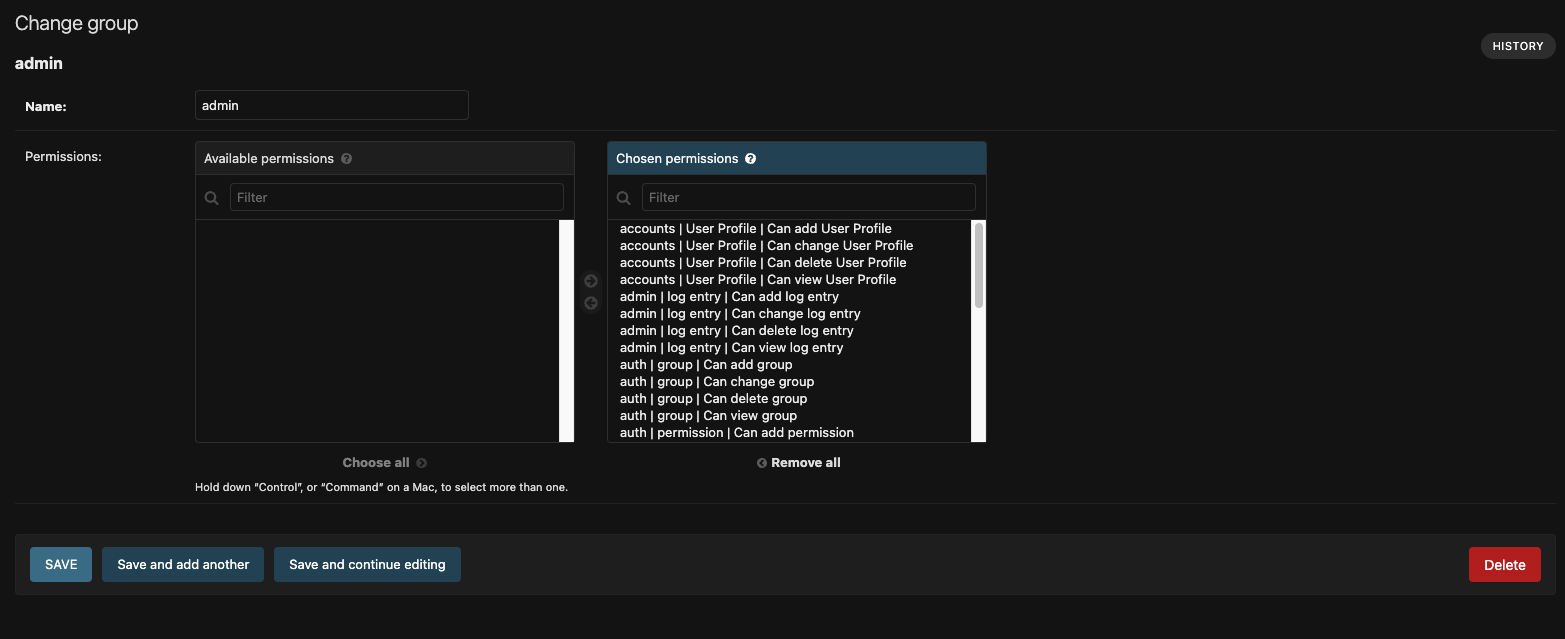 Change group
HISTORY
admin
Name:
admin
Permissions:
Available permissions ?
Filter
Chosen permissions ?
Filter
accounts | User Profile | Can add User Profile
accounts | User Profile | Can change User Profile
accounts | User Profile | Can delete User Profile
accounts | User Profile | Can view User Profile
admin | log entry | Can add log entry
admin | log entry | Can change log entry
admin | log entry | Can delete log entry
admin | log entry | Can view log entry
auth | group | Can add group
auth | group | Can change group
auth | group | Can delete group
auth | group | Can view group
auth | permission | Can add permission
Choose all
Remove all
Hold down “Control”, or “Command” on a Mac, to select more than one.
SAVE
Save and add another
Save and continue editing
Delete